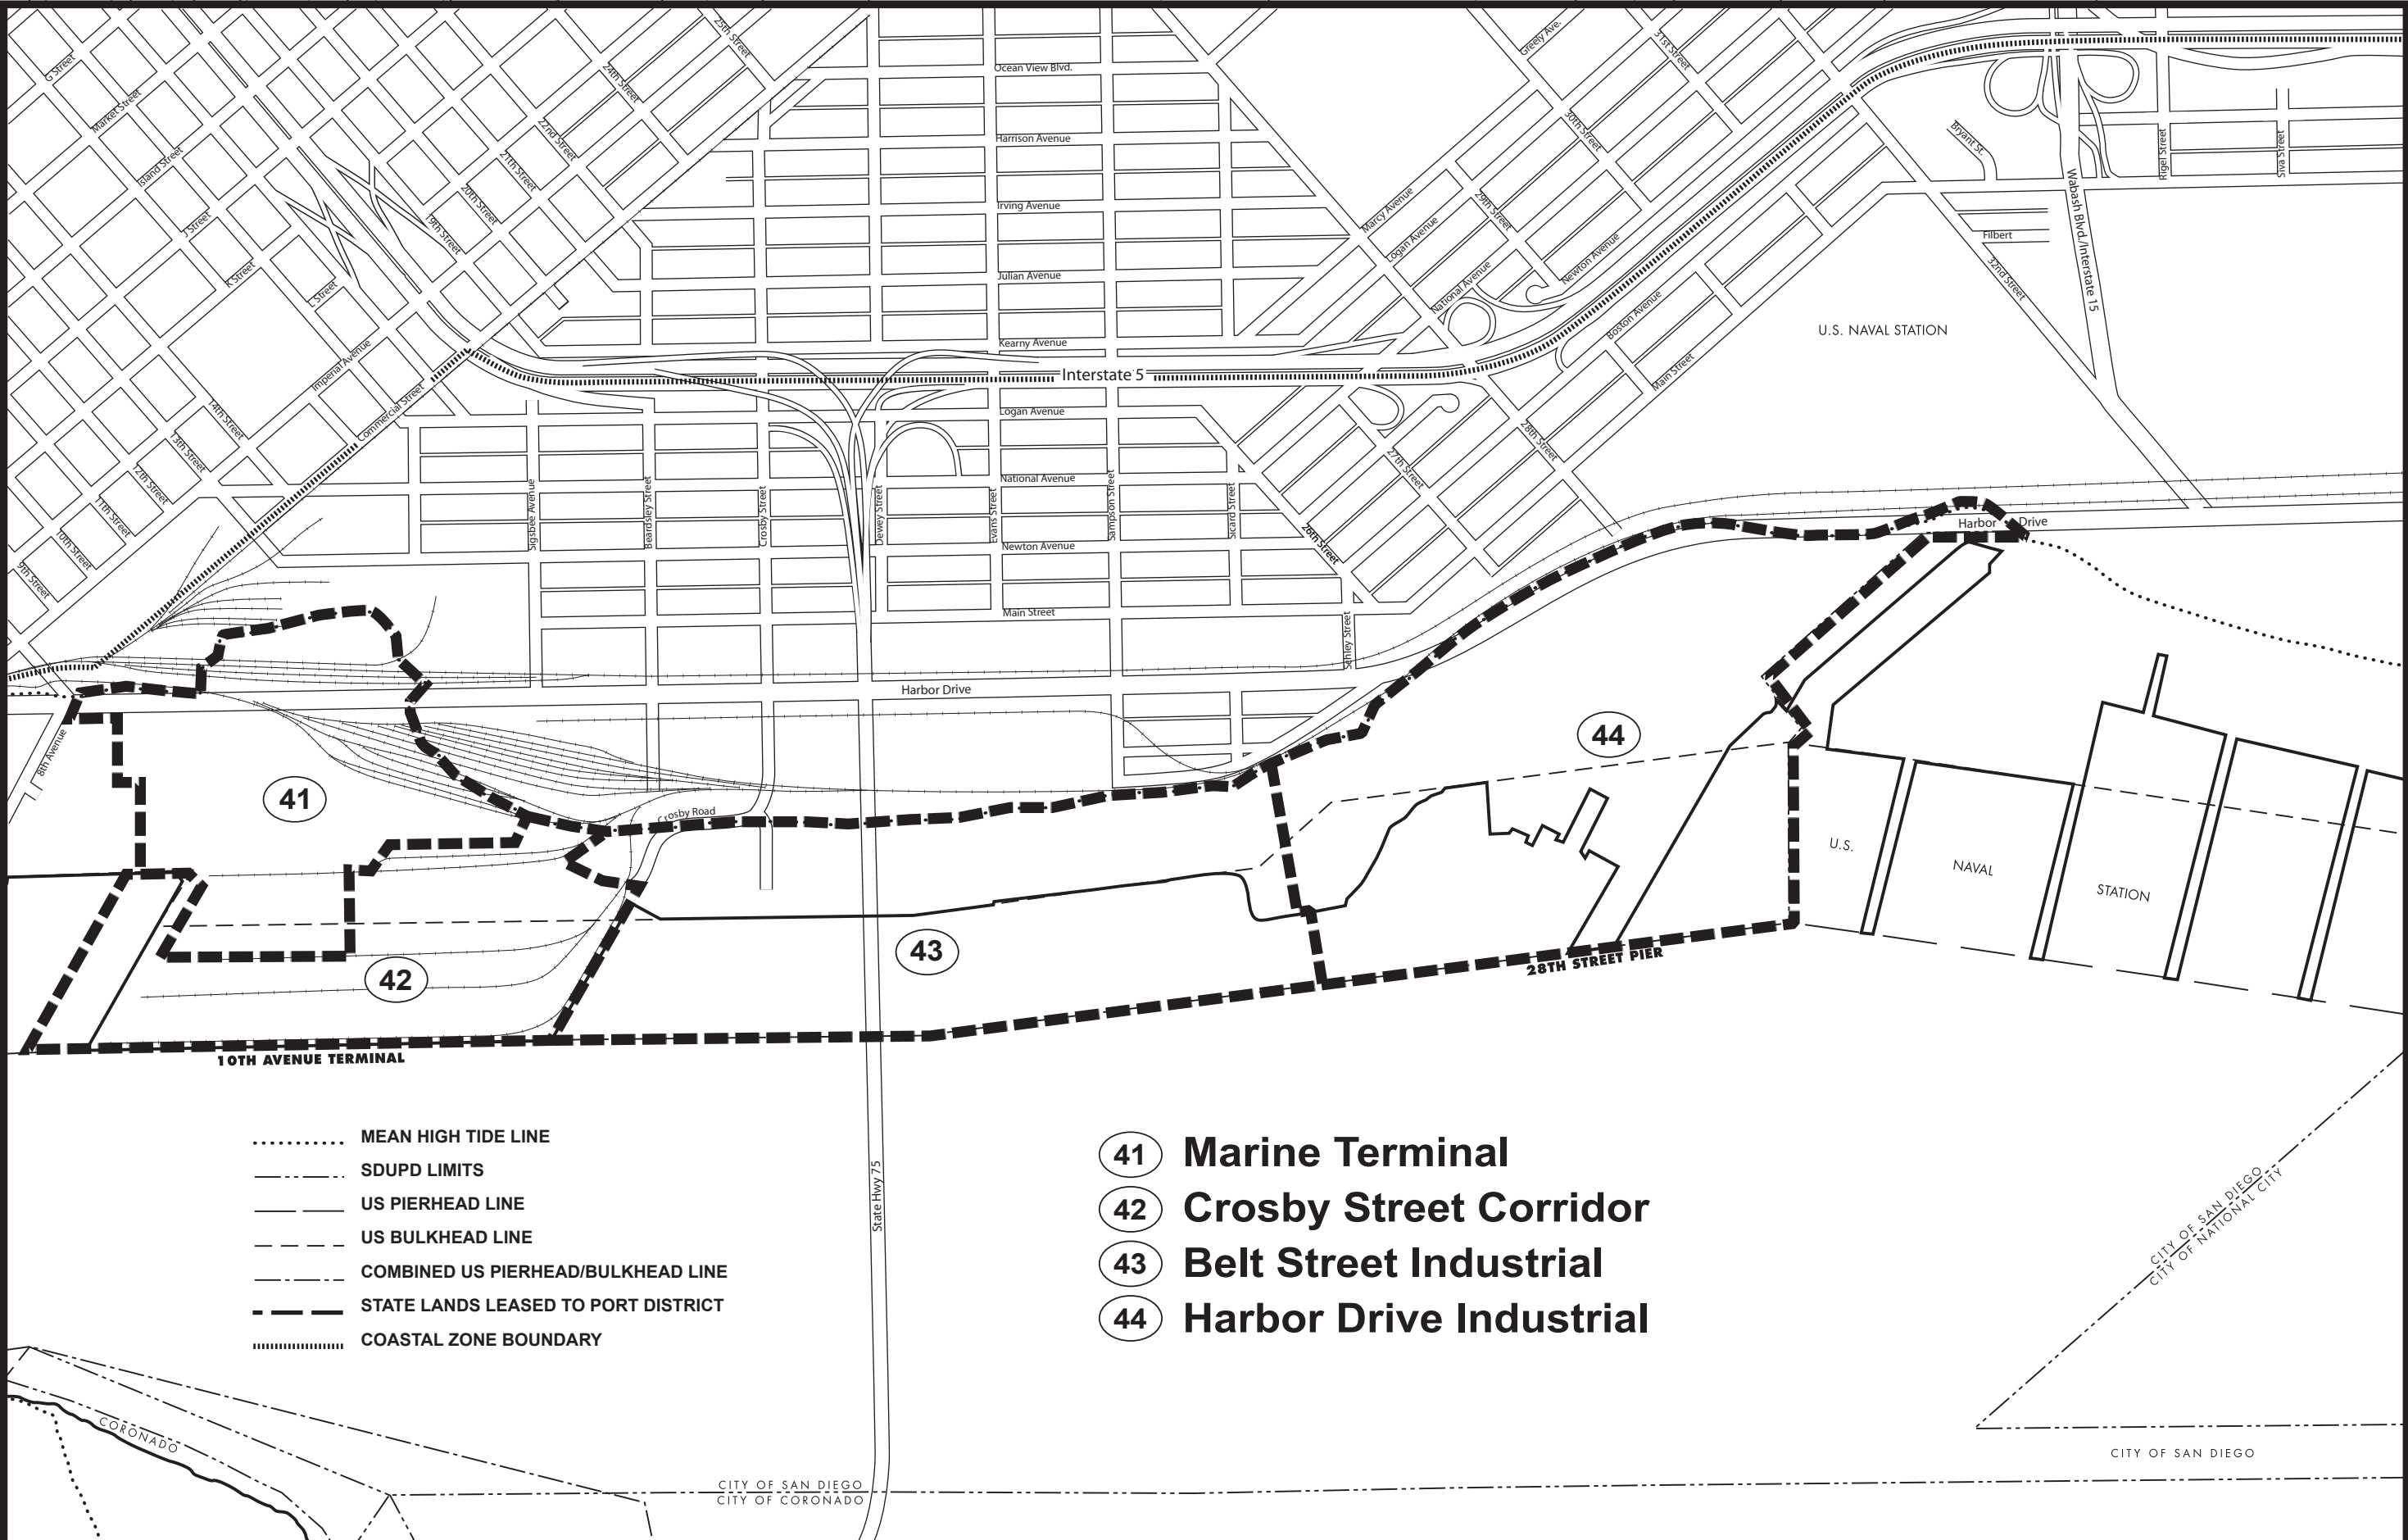 G Street
Market Street
Island Street
J Street
K Street
L Street
Imperial Avenue
Commercial Street
25th Street
24th Street
22nd Street
21th Street
20th Street
19th Street
14th Street
13th Street
12th Street
11th Street
10th Street
9th Street
8th Avenue
Ocean View Blvd.
Harrison Avenue
Irving Avenue
Julian Avenue
Kearny Avenue
Interstate 5
Logan Avenue
National Avenue
Newton Avenue
Main Street
Harbor Drive
Sigsbee Avenue
Beardsley Street
Crosby Street
Dewey Street
Evans Street
Sampson Street
Sicard Street
26th Street
Schley Street
27th Street
28th Street
Greely Ave.
31st Street
30th Street
29th Street
Marcy Avenue
Logan Avenue
National Avenue
Newton Avenue
Boston Avenue
Main Street
Bryant St.
Rigel Street
Siva Street
Filbert
32nd Street
Wabash Blvd./Interstate 15
U.S. NAVAL STATION
Harbor Drive
Crosby Road
41
42
43
44
U.S.
NAVAL
STATION
28TH STREET PIER
10TH AVENUE TERMINAL
State Hwy 75
MEAN HIGH TIDE LINE
SDUPD LIMITS
US PIERHEAD LINE
US BULKHEAD LINE
COMBINED US PIERHEAD/BULKHEAD LINE
STATE LANDS LEASED TO PORT DISTRICT
COASTAL ZONE BOUNDARY
41 Marine Terminal
42 Crosby Street Corridor
43 Belt Street Industrial
44 Harbor Drive Industrial
CITY OF SAN DIEGO
CITY OF NATIONAL CITY
CITY OF SAN DIEGO
CORONADO
CITY OF SAN DIEGO
CITY OF CORONADO